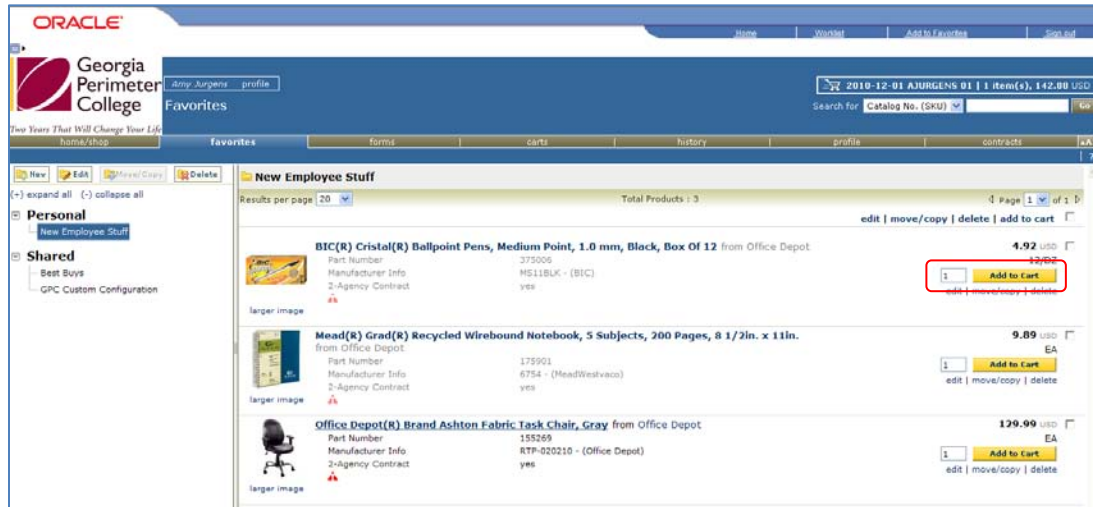 ORACLE
Home Worklist Add to Favorites Sign out
Georgia
Perimeter
College
Two Years That Will Change Your Life
Amy Jurgens profile
Favorites
2010-12-01 AJURGENS 01 | 1 item(s), 142.80 USD
Search for Catalog No. (SKU) Go
home/shop favorites forms carts history profile contracts
New Edit Move/Copy Delete
(+) expand all (-) collapse all
Personal
New Employee Stuff
Shared
Best Buys
GPC Custom Configuration
New Employee Stuff
Results per page 20 Total Products : 3 Page 1 of 1
edit | move/copy | delete | add to cart
BIC(R) Cristal(R) Ballpoint Pens, Medium Point, 1.0 mm, Black, Box Of 12 from Office Depot 4.92 USD
Part Number 375006 12/DZ
Manufacturer Info MS11BLK - (BIC) 1 Add to Cart
2-Agency Contract yes edit | move/copy | delete
larger image
Mead(R) Grad(R) Recycled Wirebound Notebook, 5 Subjects, 200 Pages, 8 1/2in. x 11in. 9.89 USD
from Office Depot EA
Part Number 175901 1 Add to Cart
Manufacturer Info 6754 - (MeadWestvaco) edit | move/copy | delete
2-Agency Contract yes
larger image
Office Depot(R) Brand Ashton Fabric Task Chair, Gray from Office Depot 129.99 USD
Part Number 155269 EA
Manufacturer Info RTP-020210 - (Office Depot) 1 Add to Cart
2-Agency Contract yes edit | move/copy | delete
larger image